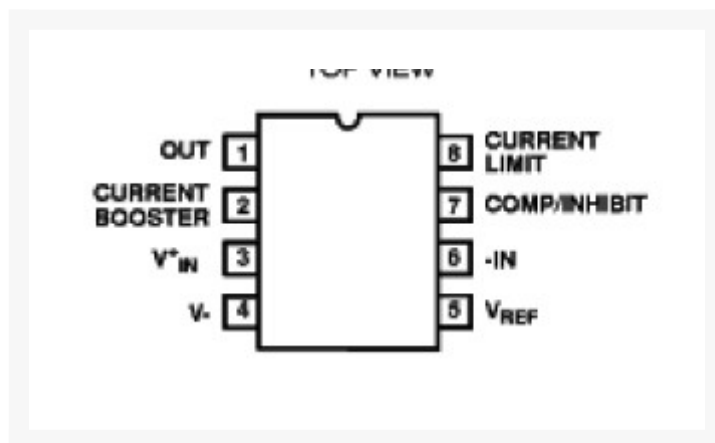 TOP VIEW
OUT 1
CURRENT
BOOSTER 2
V+IN 3
V- 4
8 CURRENT
LIMIT
7 COMP/INHIBIT
6 -IN
5 VREF